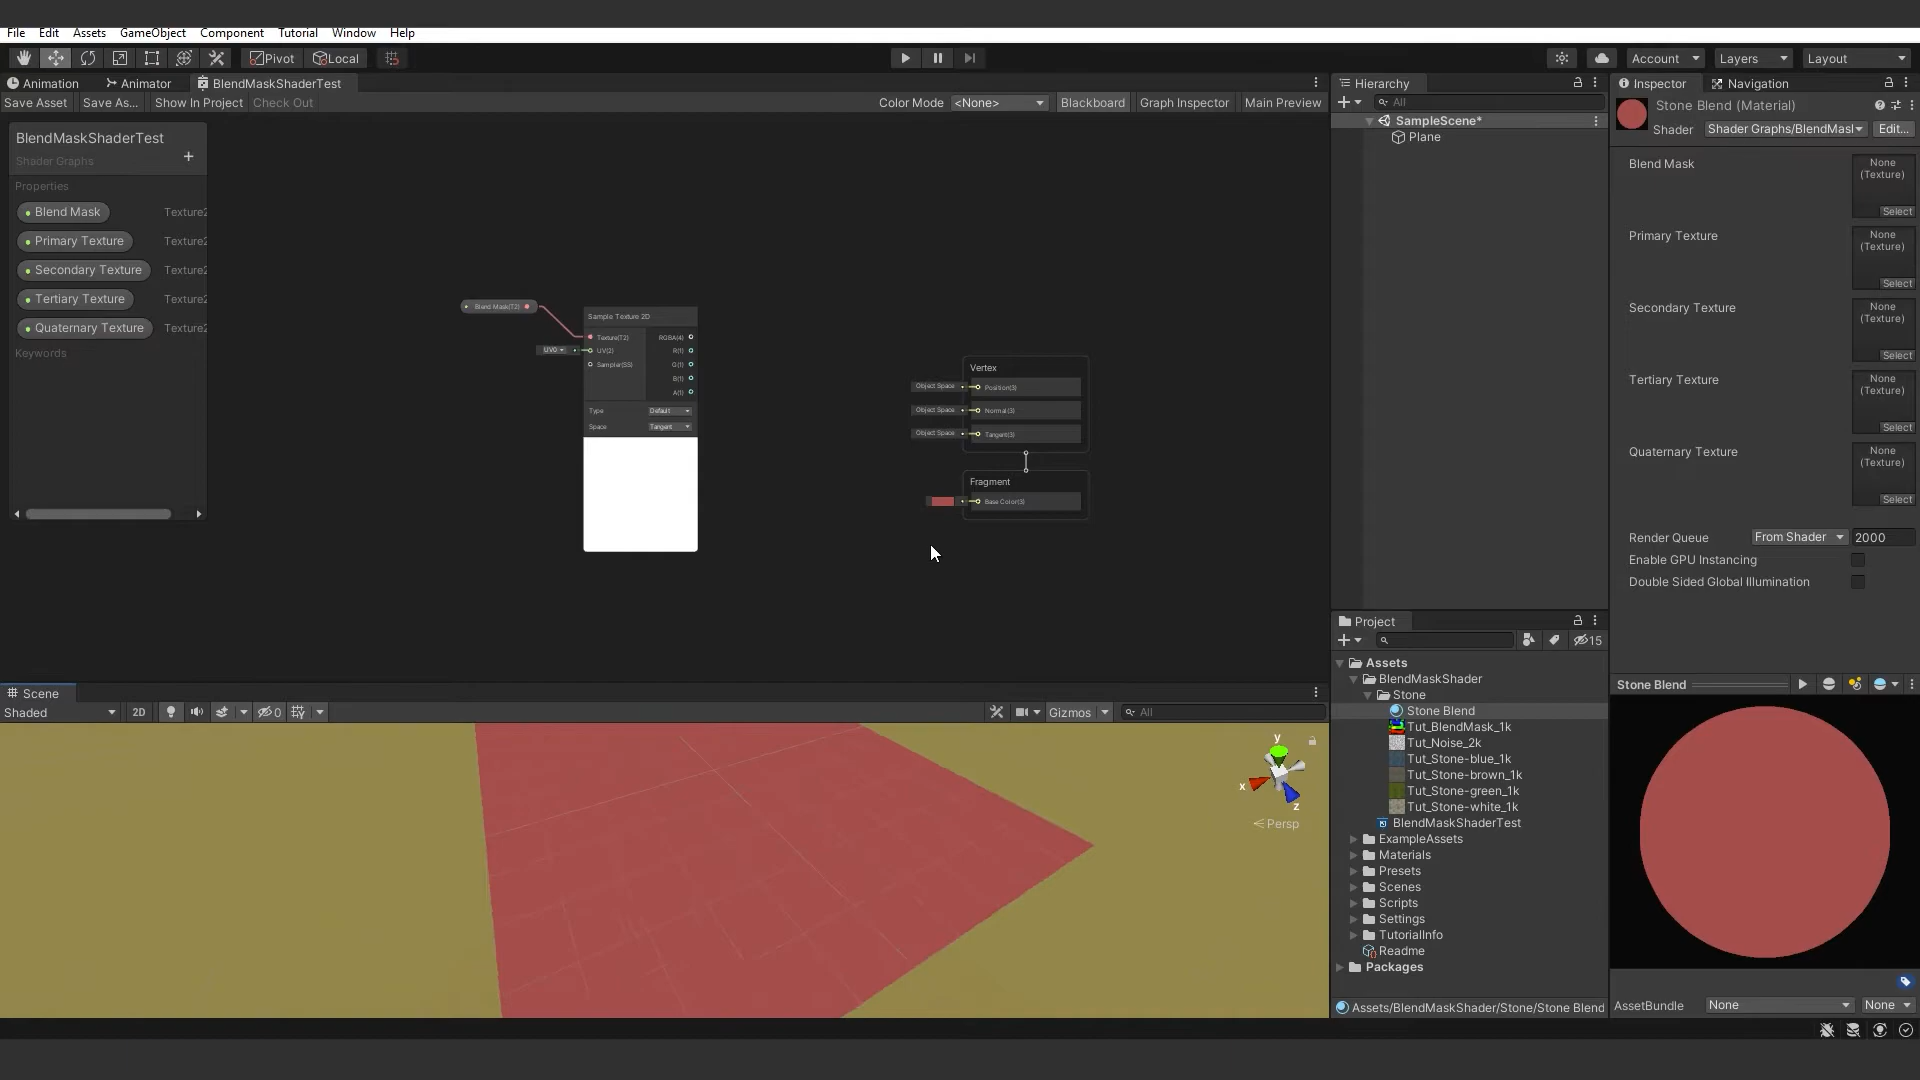 File Edit Assets GameObject Component Tutorial Window Help
Pivot Local Account Layers Layout
Animation Animator BlendMaskShaderTest
Save Asset Save As... Show In Project Check Out Color Mode <None> Blackboard Graph Inspector Main Preview
BlendMaskShaderTest
Shader Graphs
+
Properties
Blend Mask Texture2
Primary Texture Texture2
Secondary Texture Texture2
Tertiary Texture Texture2
Quaternary Texture Texture2
Keywords
Blend Mask(T2)
UV0
Sample Texture 2D
Texture(T2) RGBA(4)
UV(2) R(1)
Sampler(SS) G(1)
B(1)
A(1)
Type Default
Space Tangent
Vertex
Object Space Position(3)
Object Space Normal(3)
Object Space Tangent(3)
Fragment
Base Color(3)
Scene
Shaded 2D 0 Gizmos All
y
x
z
Persp
Hierarchy
All
SampleScene*
Plane
Project
15
Assets
BlendMaskShader
Stone
Stone Blend
Tut_BlendMask_1k
Tut_Noise_2k
Tut_Stone-blue_1k
Tut_Stone-brown_1k
Tut_Stone-green_1k
Tut_Stone-white_1k
BlendMaskShaderTest
ExampleAssets
Materials
Presets
Scenes
Scripts
Settings
TutorialInfo
Readme
Packages
Assets/BlendMaskShader/Stone/Stone Blend
Inspector Navigation
Stone Blend (Material)
Shader Shader Graphs/BlendMasl Edit...
Blend Mask None (Texture) Select
Primary Texture None (Texture) Select
Secondary Texture None (Texture) Select
Tertiary Texture None (Texture) Select
Quaternary Texture None (Texture) Select
Render Queue From Shader 2000
Enable GPU Instancing
Double Sided Global Illumination
Stone Blend
AssetBundle None None